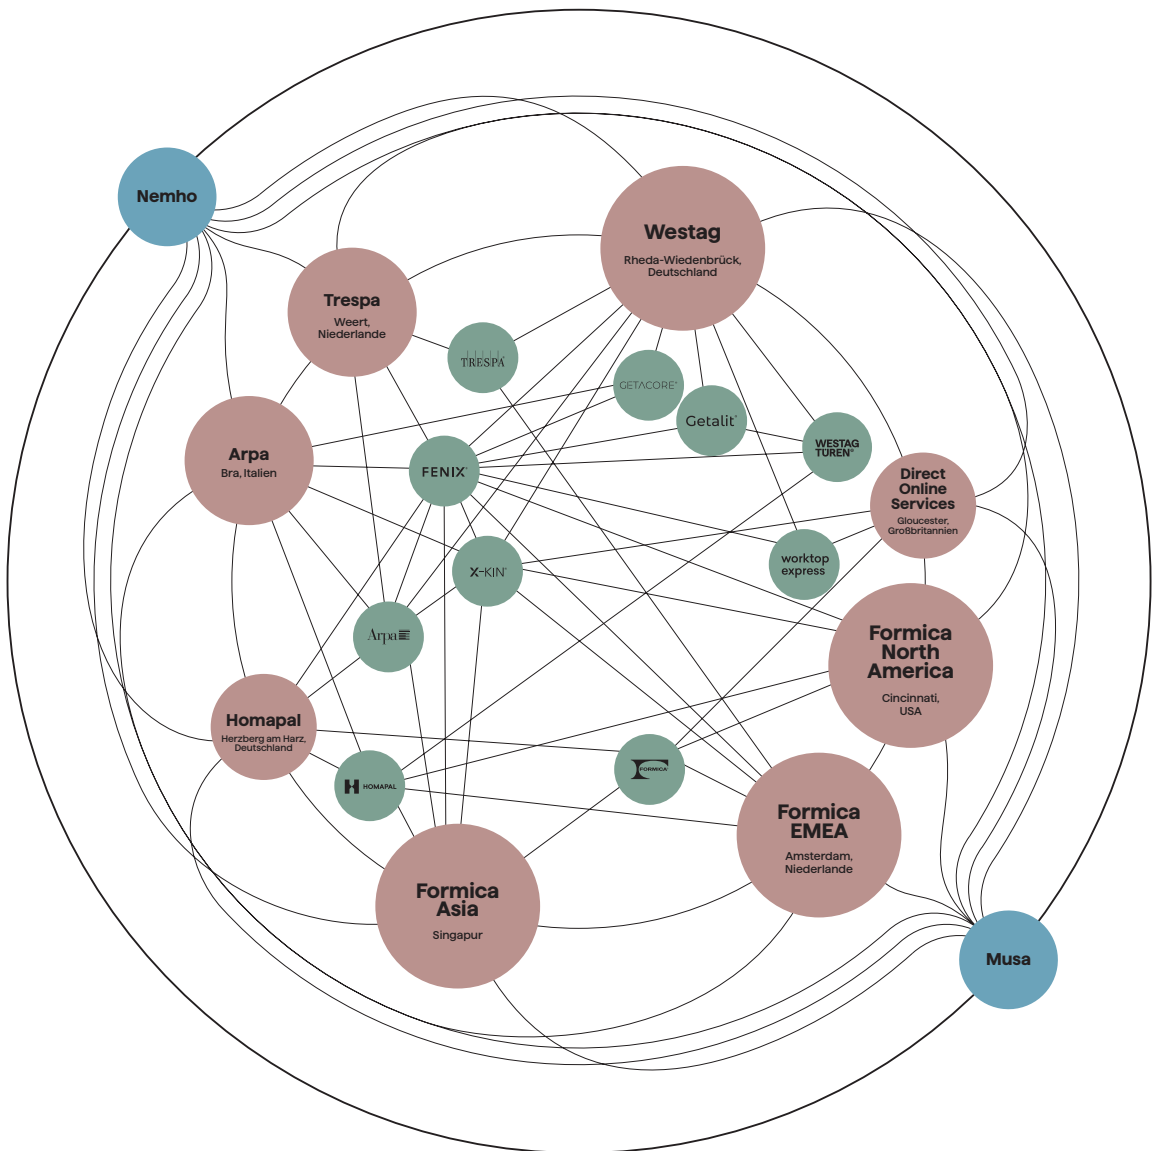 Nemho
Westag
Rheda-Wiedenbrück,
Deutschland
Trespa
Weert,
Niederlande
TRESPA®
GETACORE®
Getalit®
WESTAG
TÜREN®
Arpa
Bra, Italien
FENIX®
Direct
Online
Services
Gloucester,
Großbritannien
X-KIN®
worktop
express
Arpa
Formica
North
America
Cincinnati,
USA
Homapal
Herzberg am Harz,
Deutschland
HOMAPAL
FORMICA®
Formica
EMEA
Amsterdam,
Niederlande
Formica
Asia
Singapur
Musa